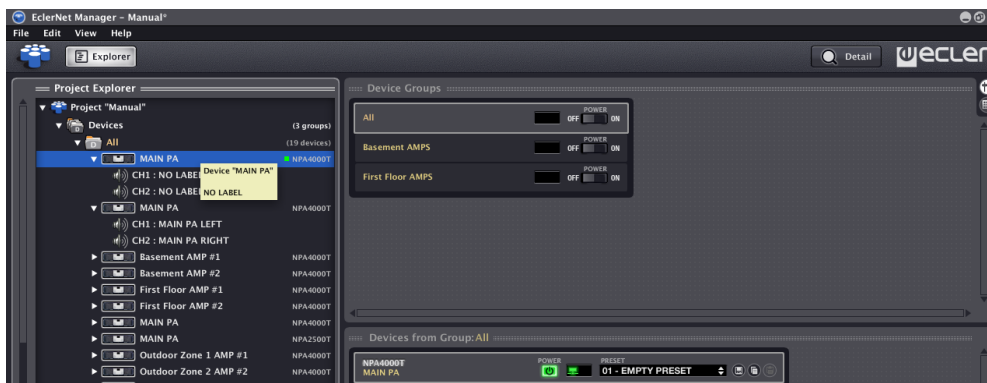 EclerNet Manager - Manual*
File Edit View Help
Explorer
Detail
ecler
Project Explorer
Project "Manual"
Devices (3 groups)
All (19 devices)
MAIN PA NPA4000T
CH1 : NO LABEL
CH2 : NO LABEL
Device "MAIN PA"
NO LABEL
MAIN PA NPA4000T
CH1 : MAIN PA LEFT
CH2 : MAIN PA RIGHT
Basement AMP #1 NPA4000T
Basement AMP #2 NPA4000T
First Floor AMP #1 NPA4000T
First Floor AMP #2 NPA4000T
MAIN PA NPA4000T
MAIN PA NPA2500T
Outdoor Zone 1 AMP #1 NPA4000T
Outdoor Zone 2 AMP #2 NPA4000T
Device Groups
All POWER OFF ON
Basement AMPS POWER OFF ON
First Floor AMPS POWER OFF ON
Devices from Group: All
NPA4000T POWER PRESET
MAIN PA 01 - EMPTY PRESET